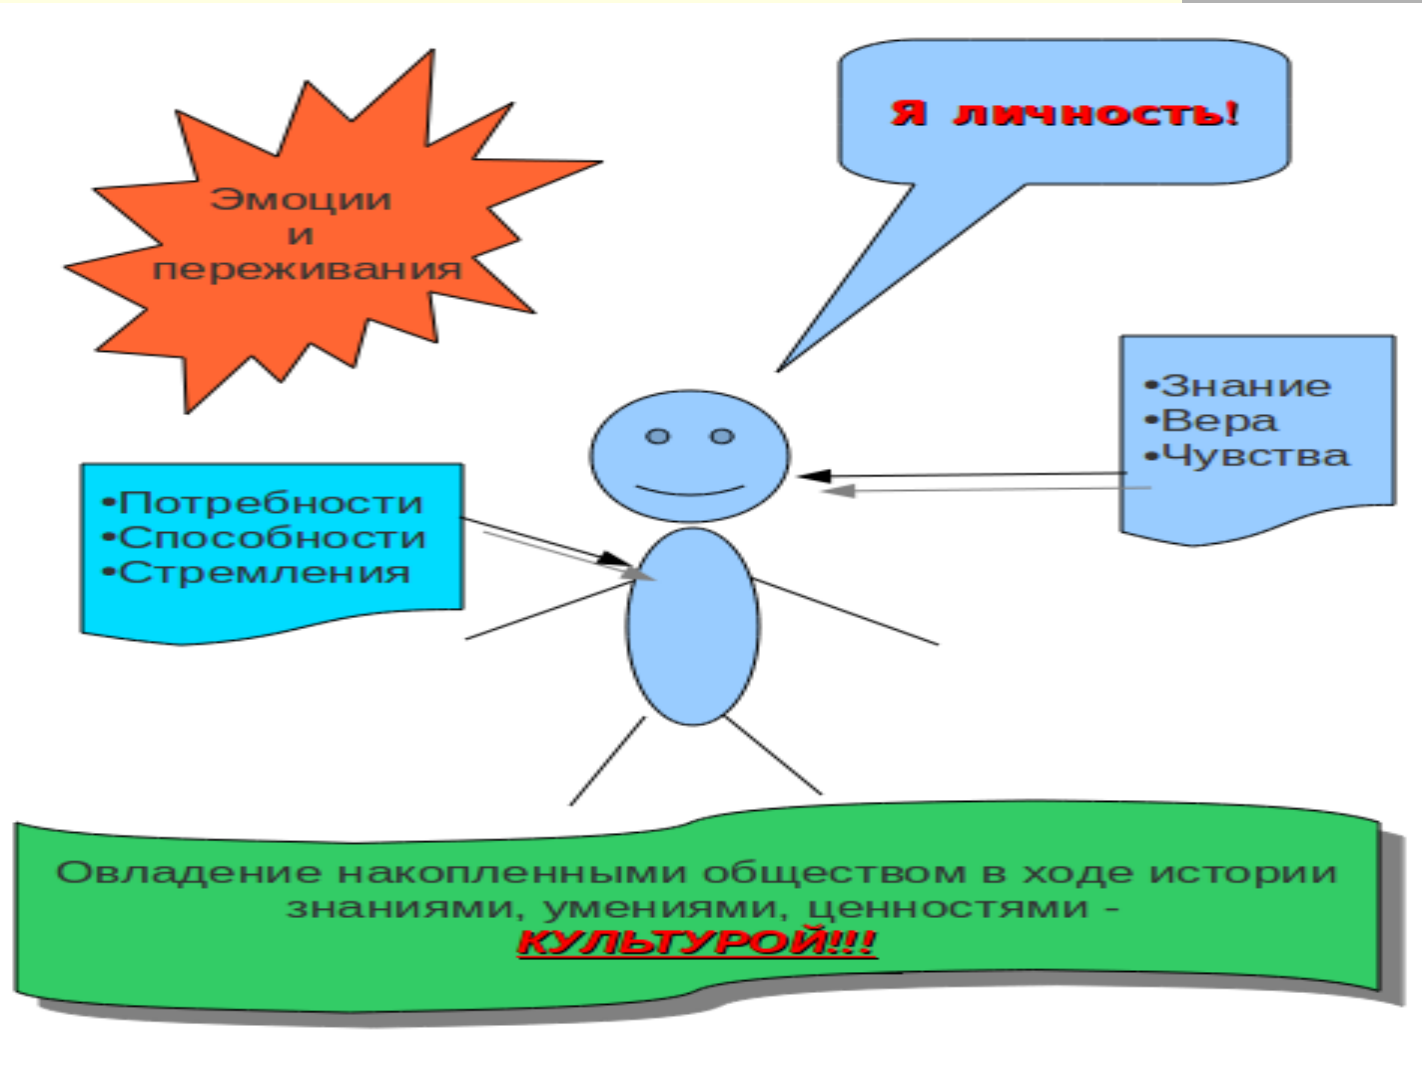 Я личность!
Эмоции
и
переживания
•Знание
•Вера
•Чувства
•Потребности
•Способности
•Стремления
Овладение накопленными обществом в ходе истории
знаниями, умениями, ценностями -
КУЛЬТУРОЙ!!!